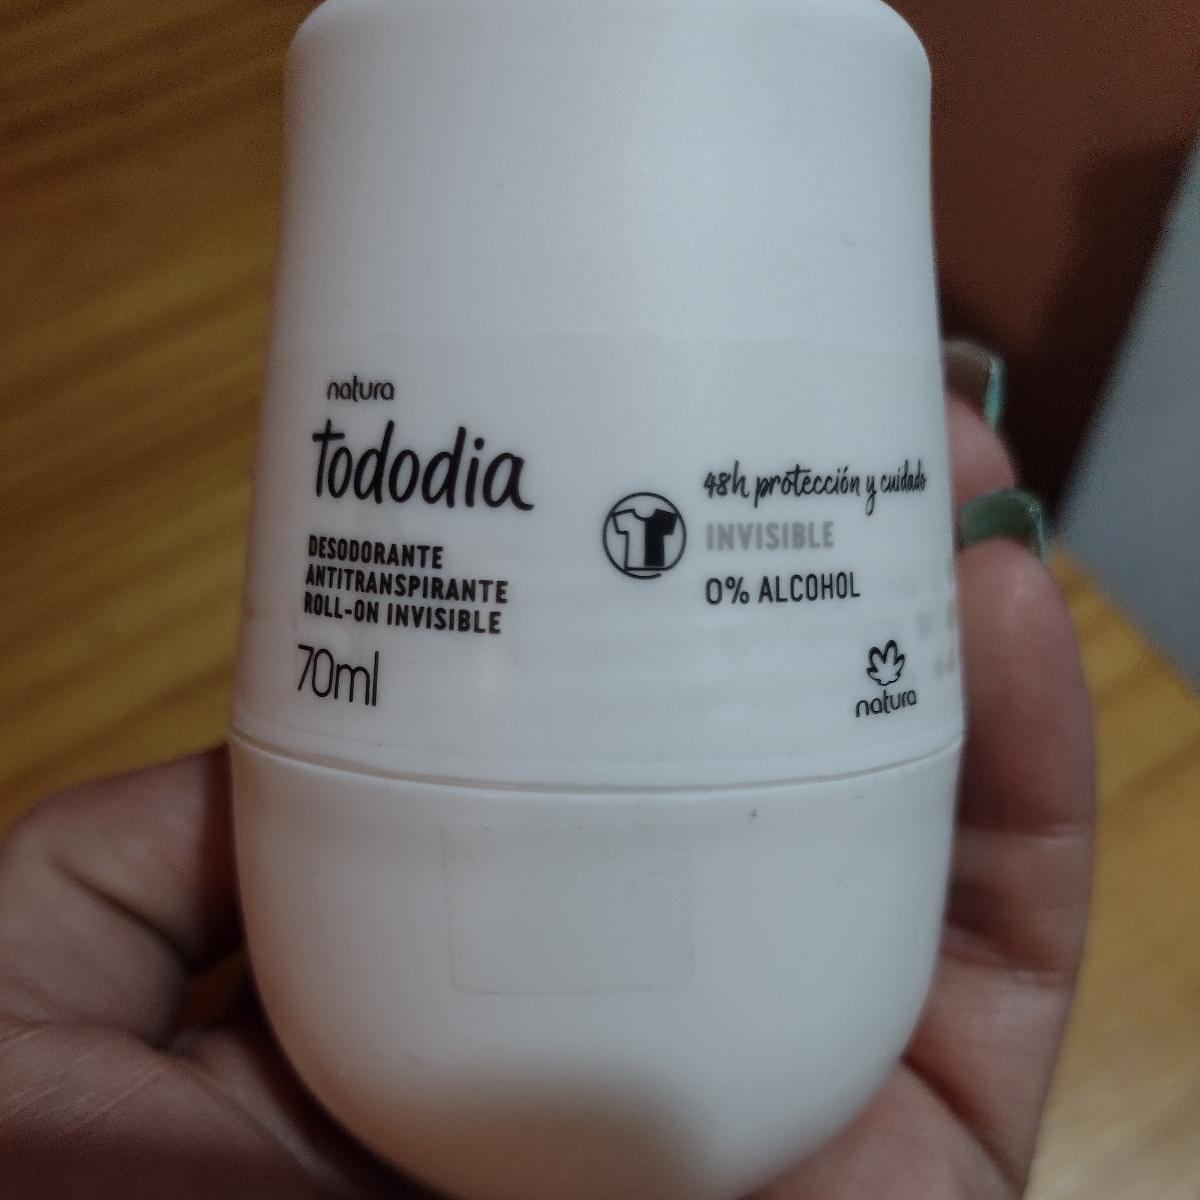 natura
tododia
DESODORANTE
ANTITRANSPIRANTE
ROLL-ON INVISIBLE
70ml
48h protección y cuidado
INVISIBLE
0% ALCOHOL
natura